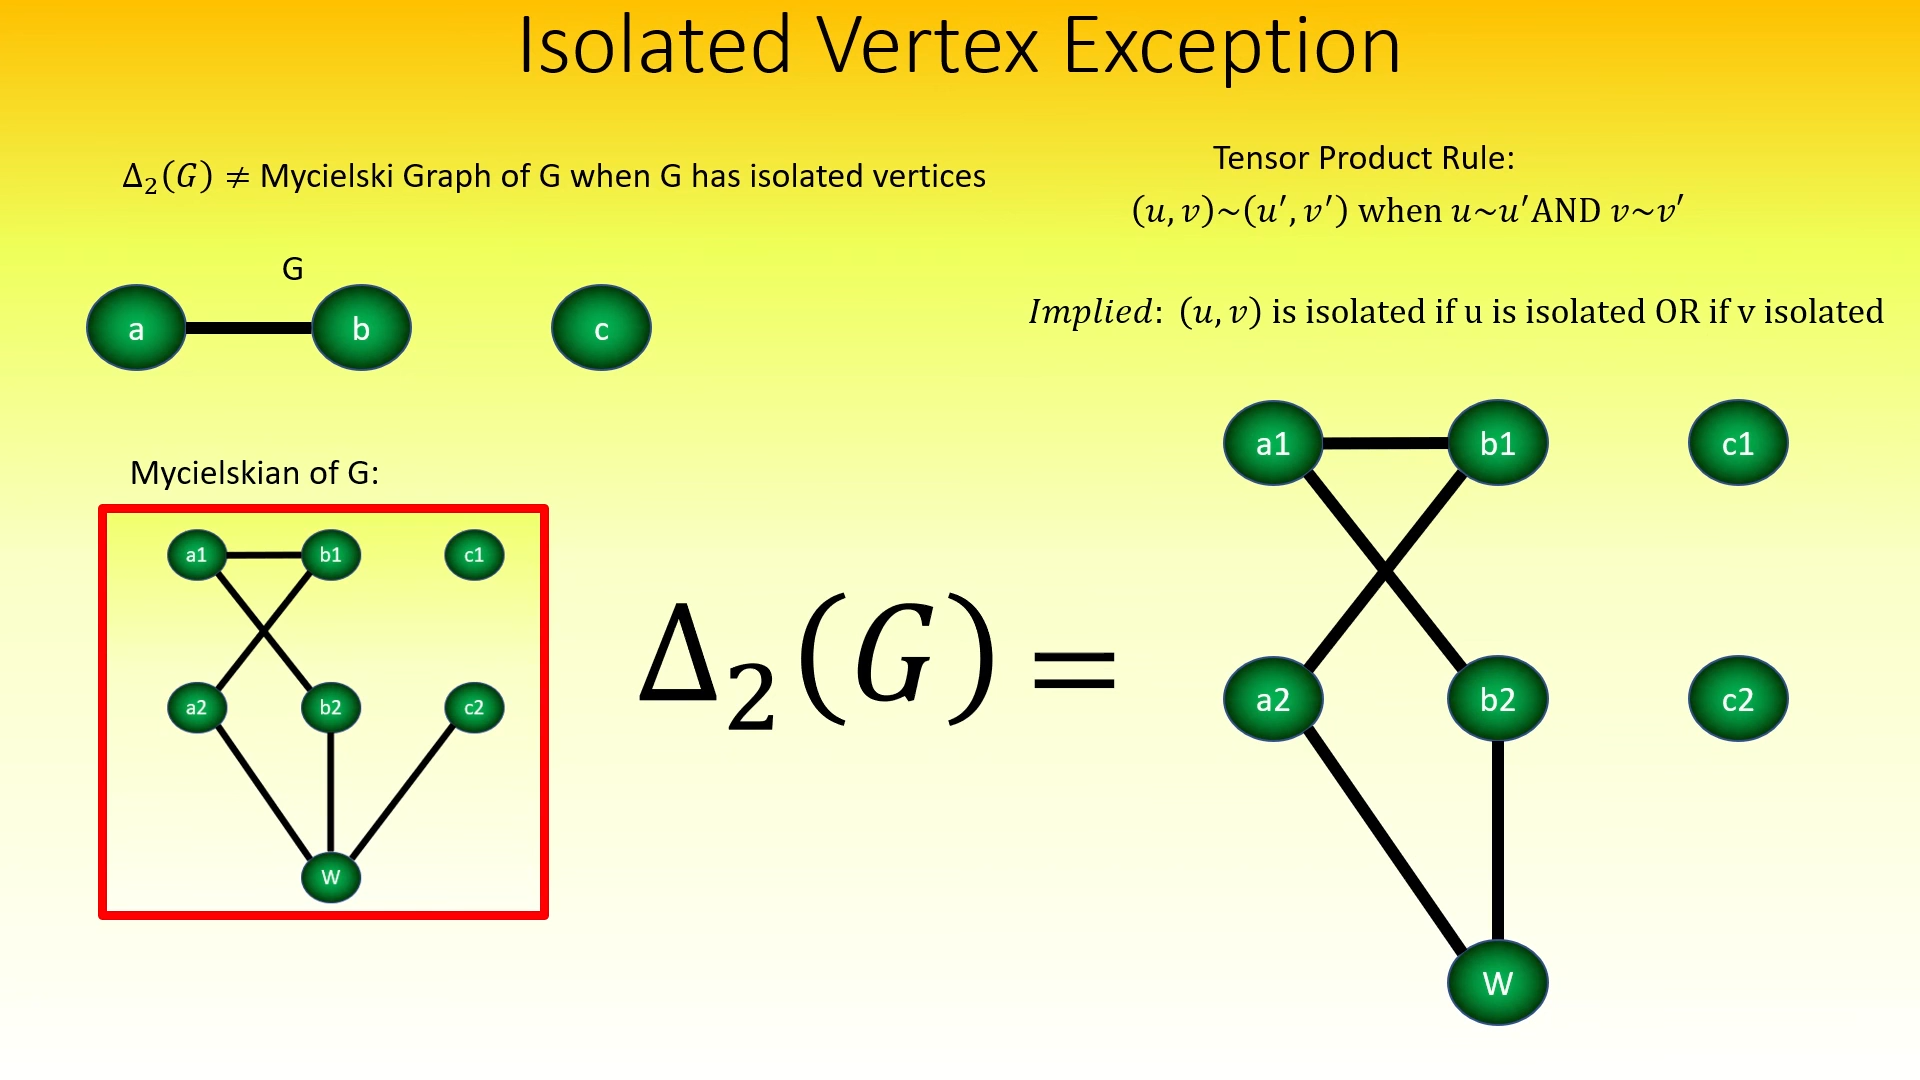 Isolated Vertex Exception
Δ₂(G) ≠ Mycielski Graph of G when G has isolated vertices
Tensor Product Rule:
(u, v)~(u′, v′) when u~u′AND v~v′
G
a
b
c
Implied: (u, v) is isolated if u is isolated OR if v isolated
Mycielskian of G:
a1
b1
c1
a2
b2
c2
W
Δ₂(G) =
a1
b1
c1
a2
b2
c2
W